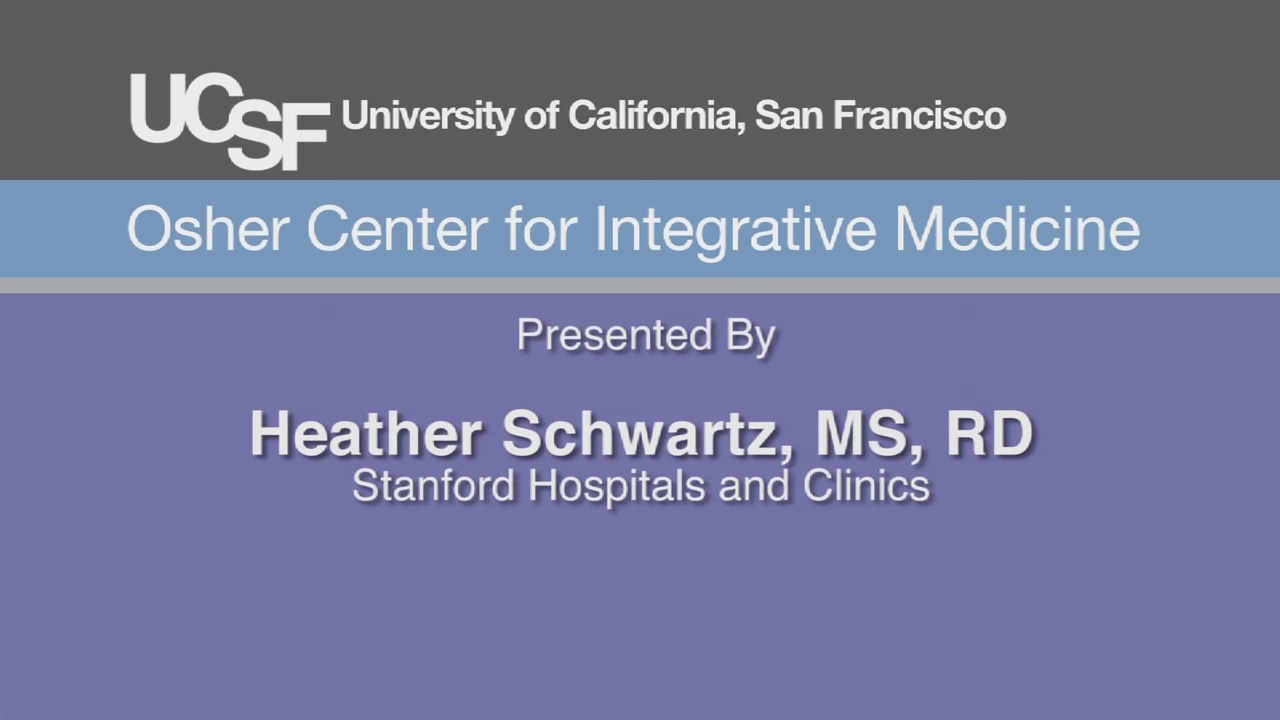 UCSF University of California, San Francisco
Osher Center for Integrative Medicine
Presented By
Heather Schwartz, MS, RD
Stanford Hospitals and Clinics